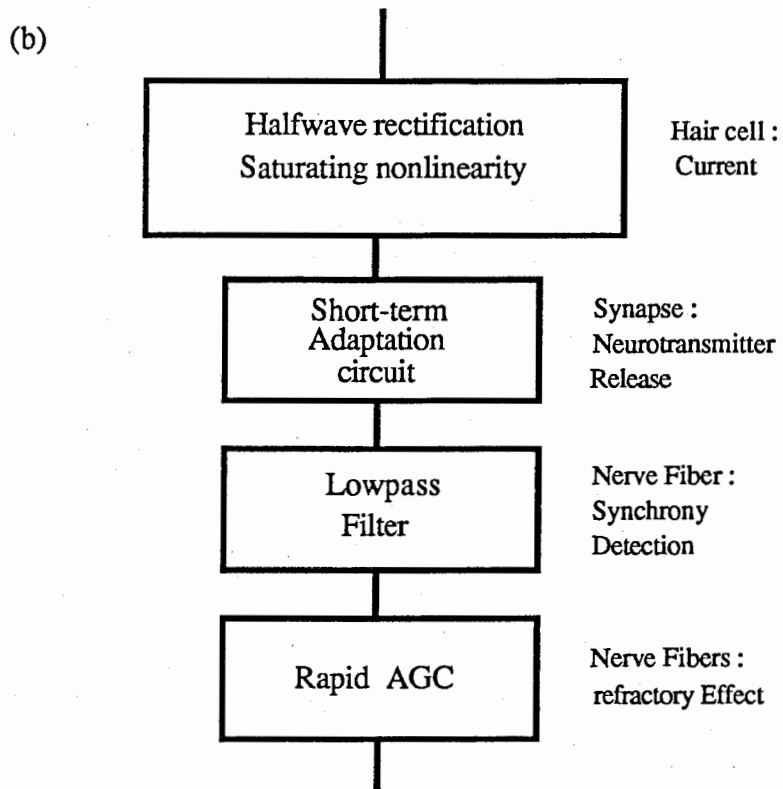 (b)
Halfwave rectification
Saturating nonlinearity
Hair cell :
Current
Short-term
Adaptation
circuit
Synapse :
Neurotransmitter
Release
Lowpass
Filter
Nerve Fiber :
Synchrony
Detection
Rapid AGC
Nerve Fibers :
refractory Effect